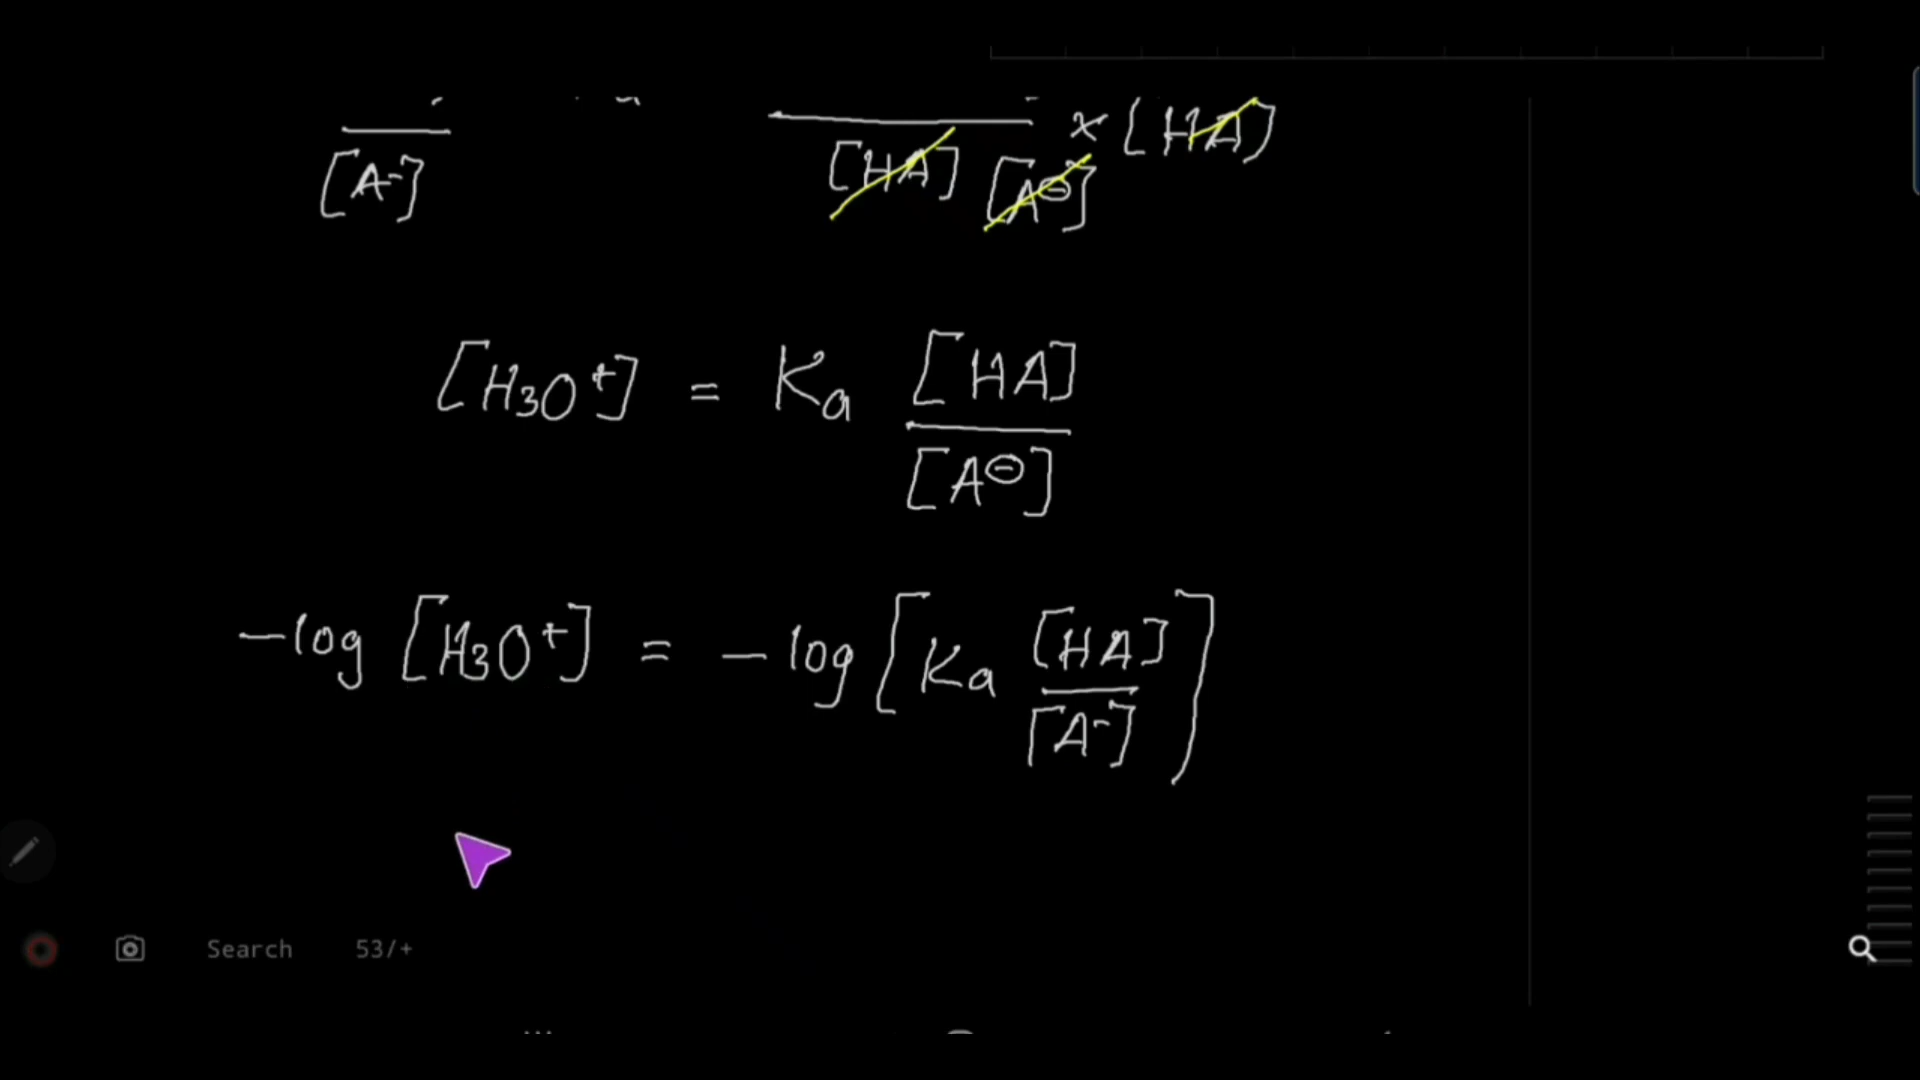 [A-] [HA] [A⊖] × [HA]
[H3O+] = Ka [HA] / [A⊖]
-log [H3O+] = -log [Ka [HA] / [A-]]
Search 53/+